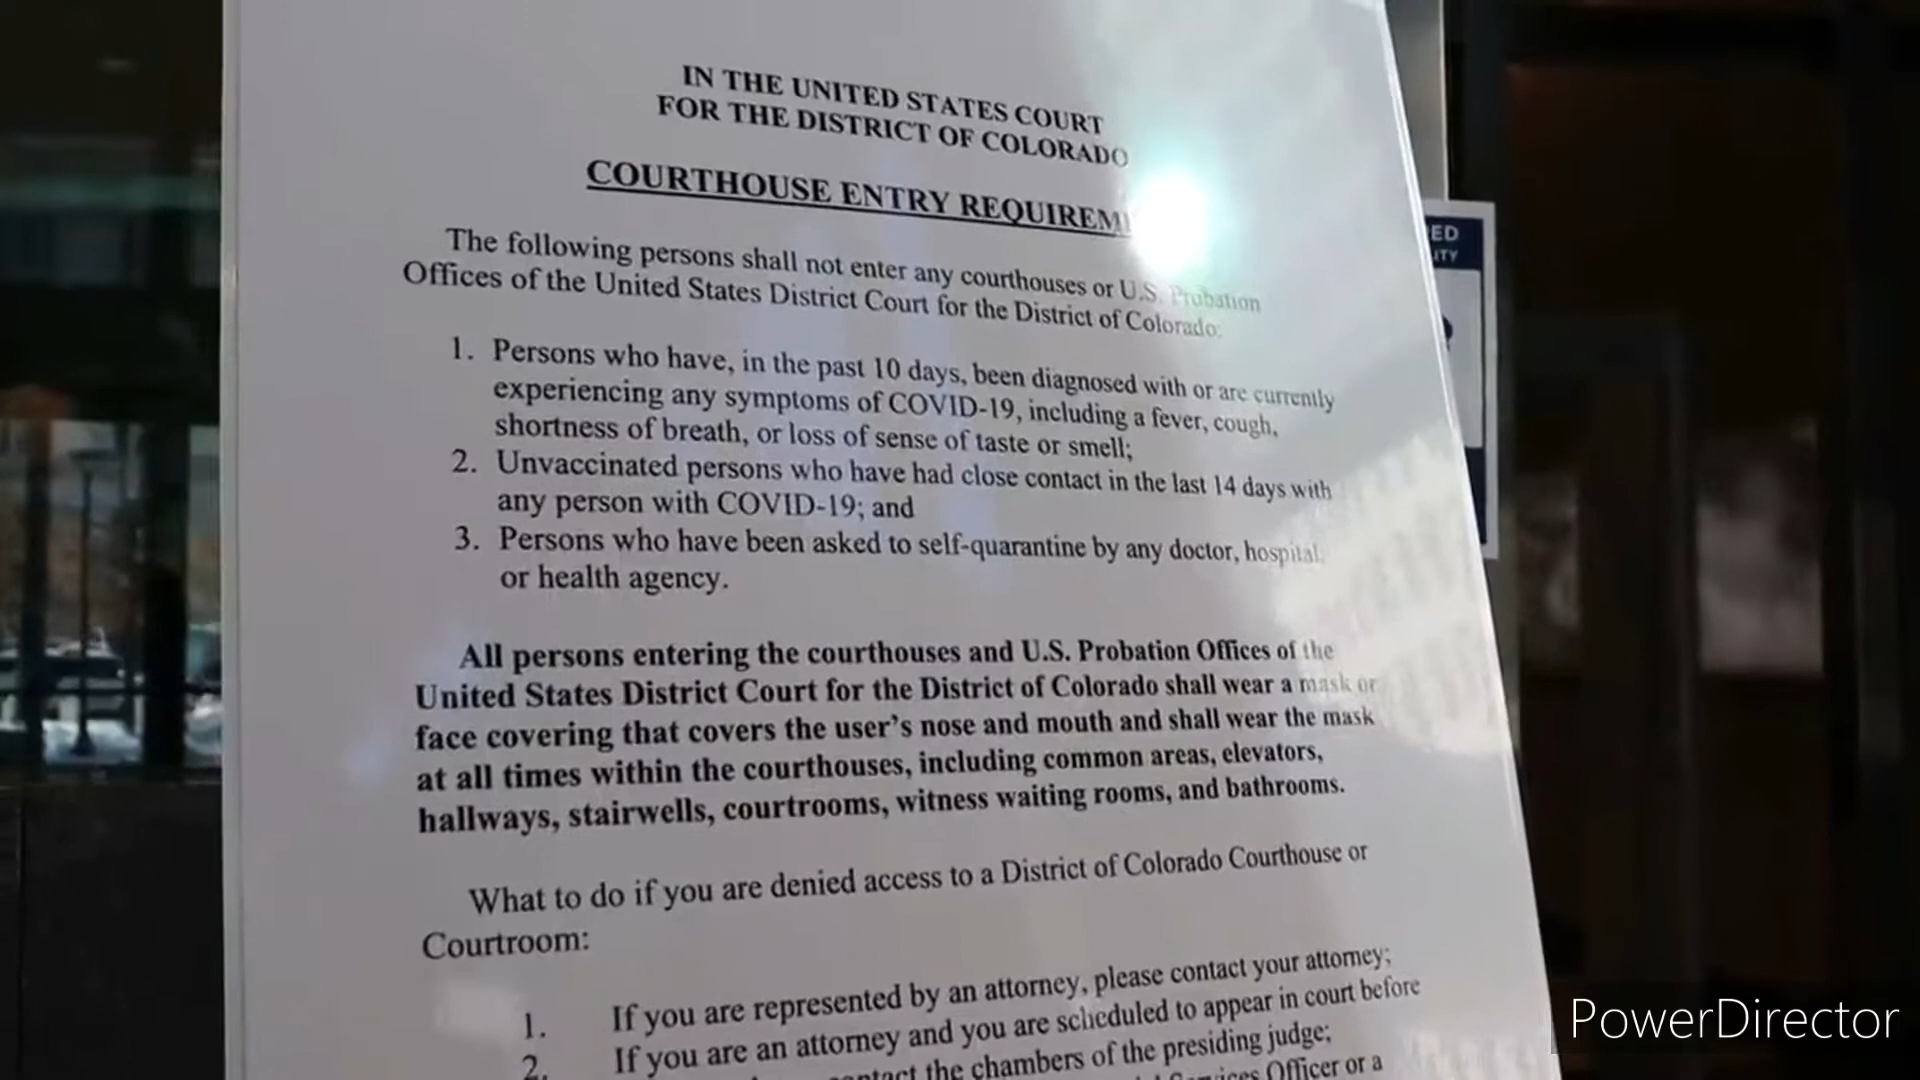 IN THE UNITED STATES COURT
FOR THE DISTRICT OF COLORADO
COURTHOUSE ENTRY REQUIREM
The following persons shall not enter any courthouses or U.S. Probation
Offices of the United States District Court for the District of Colorado:
1. Persons who have, in the past 10 days, been diagnosed with or are currently
experiencing any symptoms of COVID-19, including a fever, cough,
shortness of breath, or loss of sense of taste or smell;
2. Unvaccinated persons who have had close contact in the last 14 days with
any person with COVID-19; and
3. Persons who have been asked to self-quarantine by any doctor, hospital,
or health agency.
All persons entering the courthouses and U.S. Probation Offices of the
United States District Court for the District of Colorado shall wear a mask or
face covering that covers the user's nose and mouth and shall wear the mask
at all times within the courthouses, including common areas, elevators,
hallways, stairwells, courtrooms, witness waiting rooms, and bathrooms.
What to do if you are denied access to a District of Colorado Courthouse or
Courtroom:
1. If you are represented by an attorney, please contact your attorney;
2. If you are an attorney and you are scheduled to appear in court before
the chambers of the presiding judge;
Officer or a
ED
ITY
PowerDirector